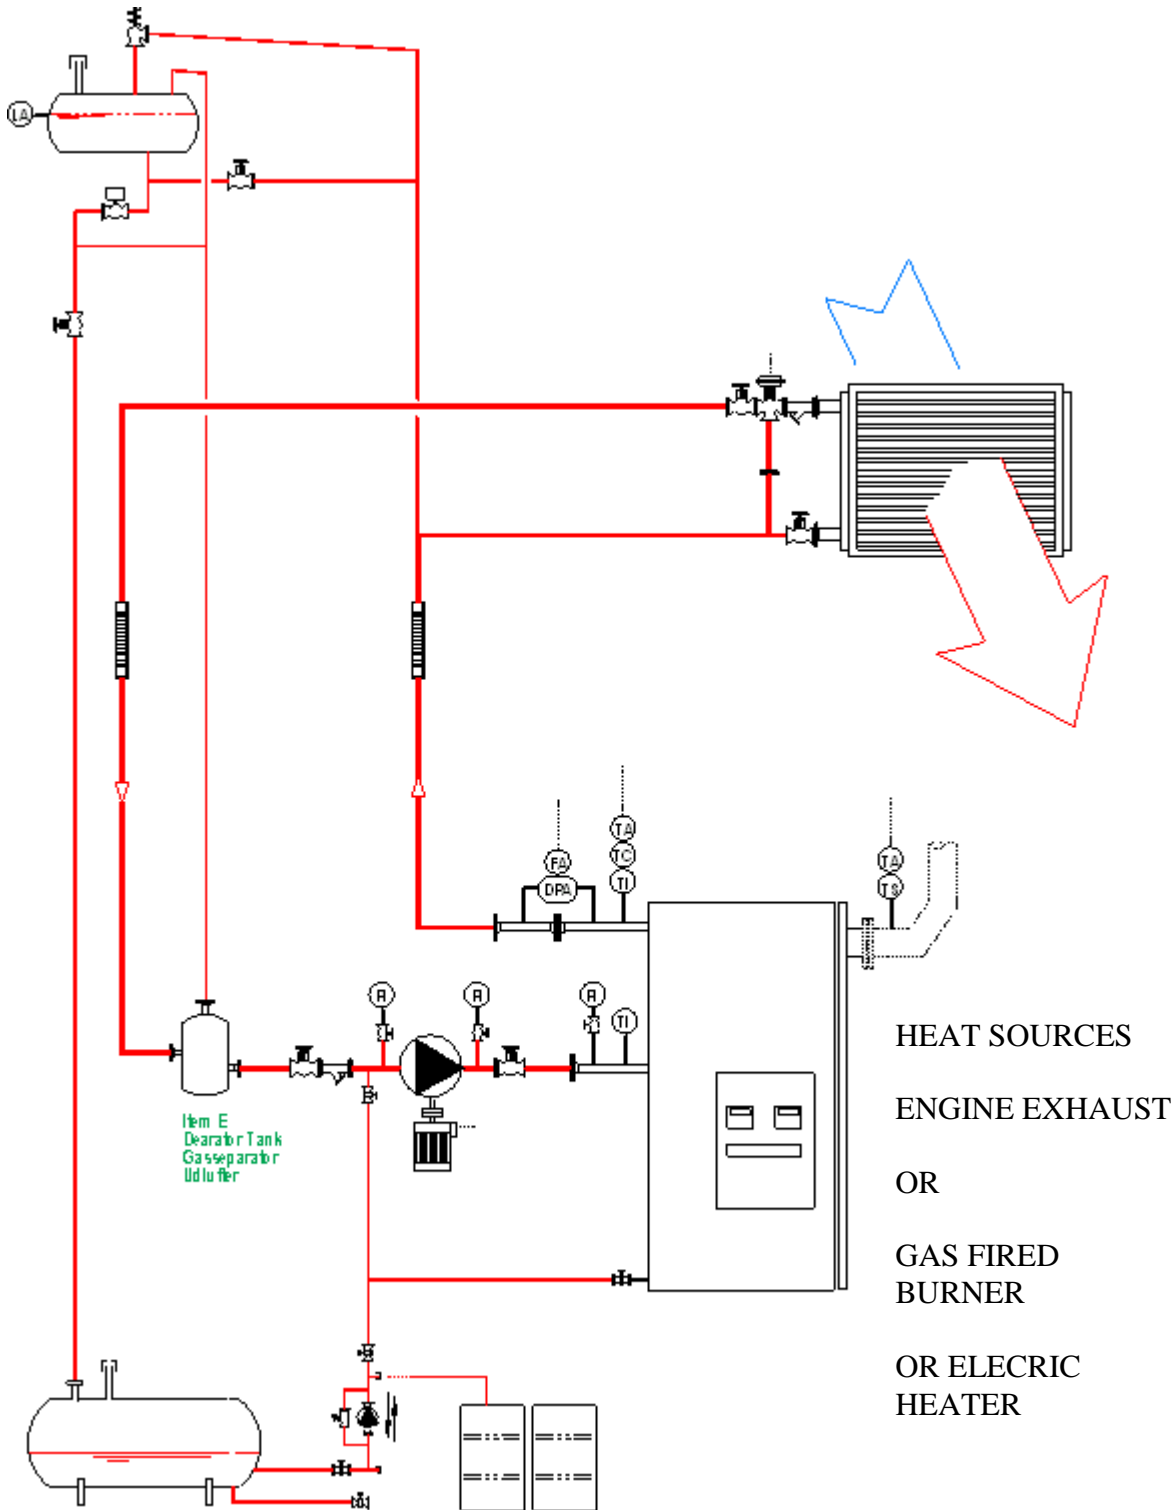 LA
TA
TC
TI
FA
DPA
TA
TS
PI
PI
PI
TI
HEAT SOURCES
ENGINE EXHAUST
OR
GAS FIRED
BURNER
OR ELECRIC
HEATER
Item E
Dearator Tank
Gasseparator
Udlufter